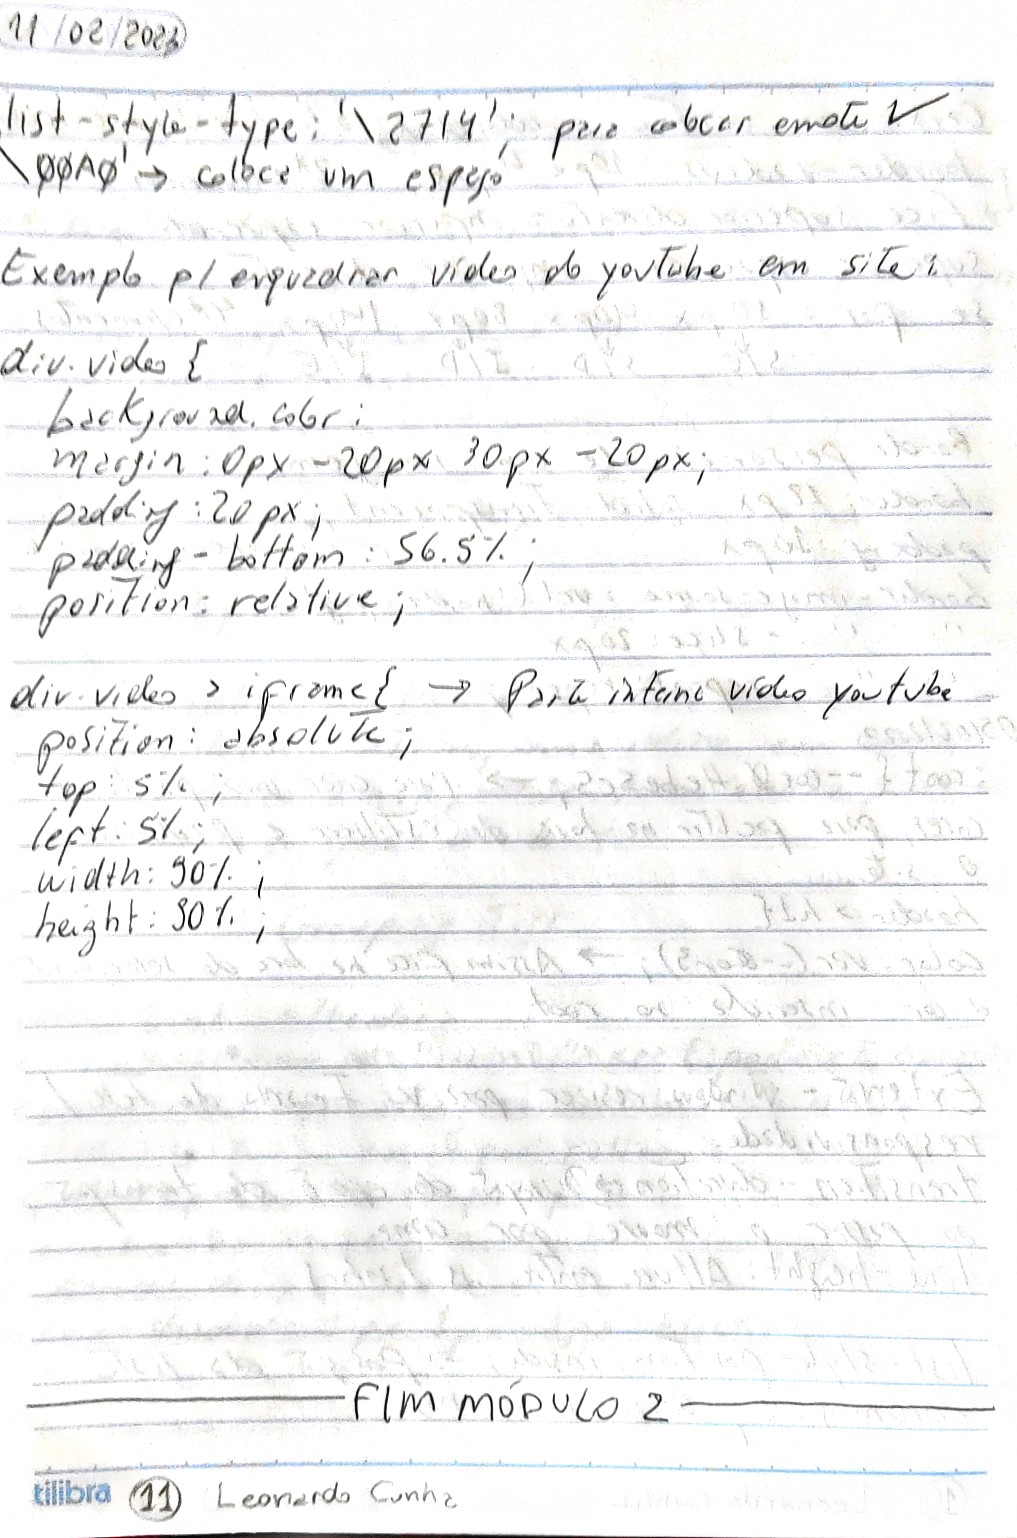 11/02/2023
list-style-type: '\2714'; para colocar emote ✓
\00A0' → coloca um espaço
Exemplo p/ enquadrar video do youtube em site:
div.video {
background.color:
margin: 0px -20px 30px -20px;
padding: 20px;
padding-bottom: 56.5%;
position: relative;
div.video > iframe{ → Para interno vídeo youtube
position: absolute;
top: 5%;
left: 5%;
width: 90%;
height: 90%;
FIM MÓDULO 2
tilibra 11 Leonardo Cunha